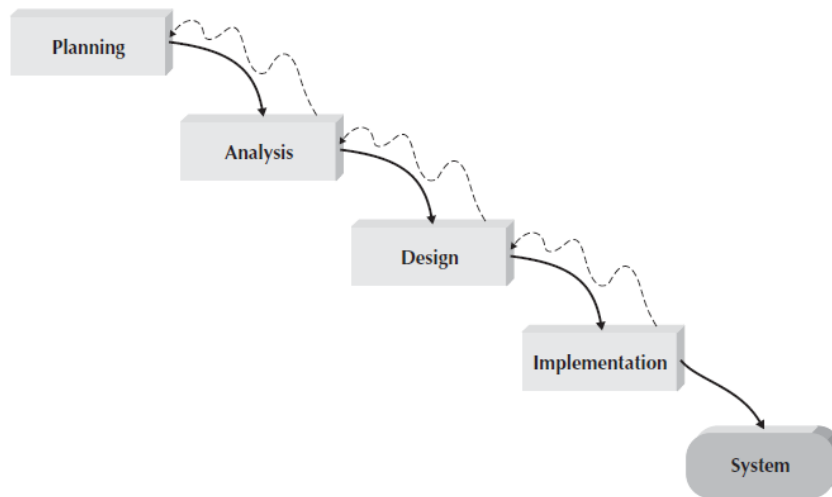 Planning
Analysis
Design
Implementation
System